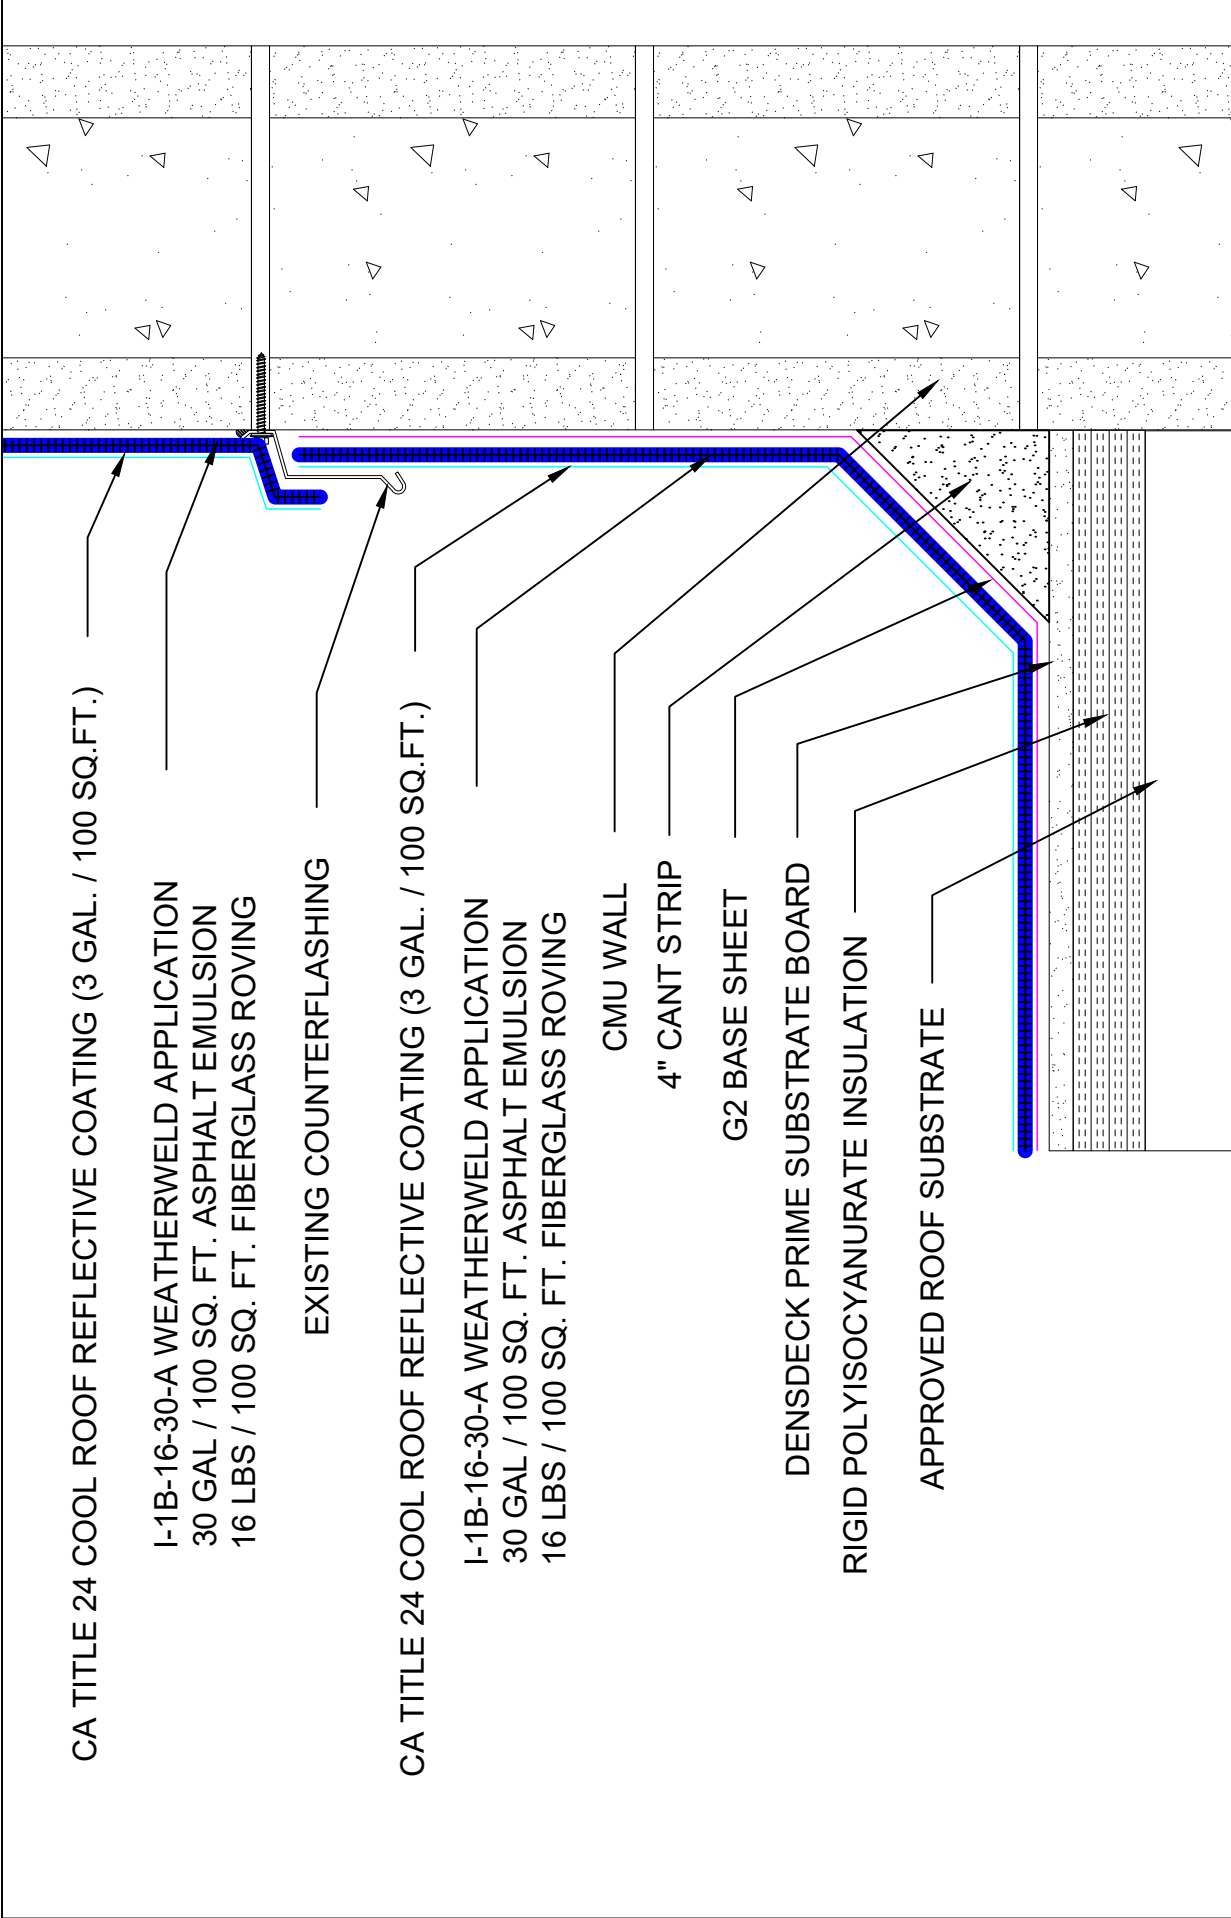 CA TITLE 24 COOL ROOF REFLECTIVE COATING (3 GAL. / 100 SQ.FT.)
I-1B-16-30-A WEATHERWELD APPLICATION
30 GAL / 100 SQ. FT. ASPHALT EMULSION
16 LBS / 100 SQ. FT. FIBERGLASS ROVING
EXISTING COUNTERFLASHING
CA TITLE 24 COOL ROOF REFLECTIVE COATING (3 GAL. / 100 SQ.FT.)
I-1B-16-30-A WEATHERWELD APPLICATION
30 GAL / 100 SQ. FT. ASPHALT EMULSION
16 LBS / 100 SQ. FT. FIBERGLASS ROVING
CMU WALL
4" CANT STRIP
G2 BASE SHEET
DENSDECK PRIME SUBSTRATE BOARD
RIGID POLYISOCYANURATE INSULATION
APPROVED ROOF SUBSTRATE